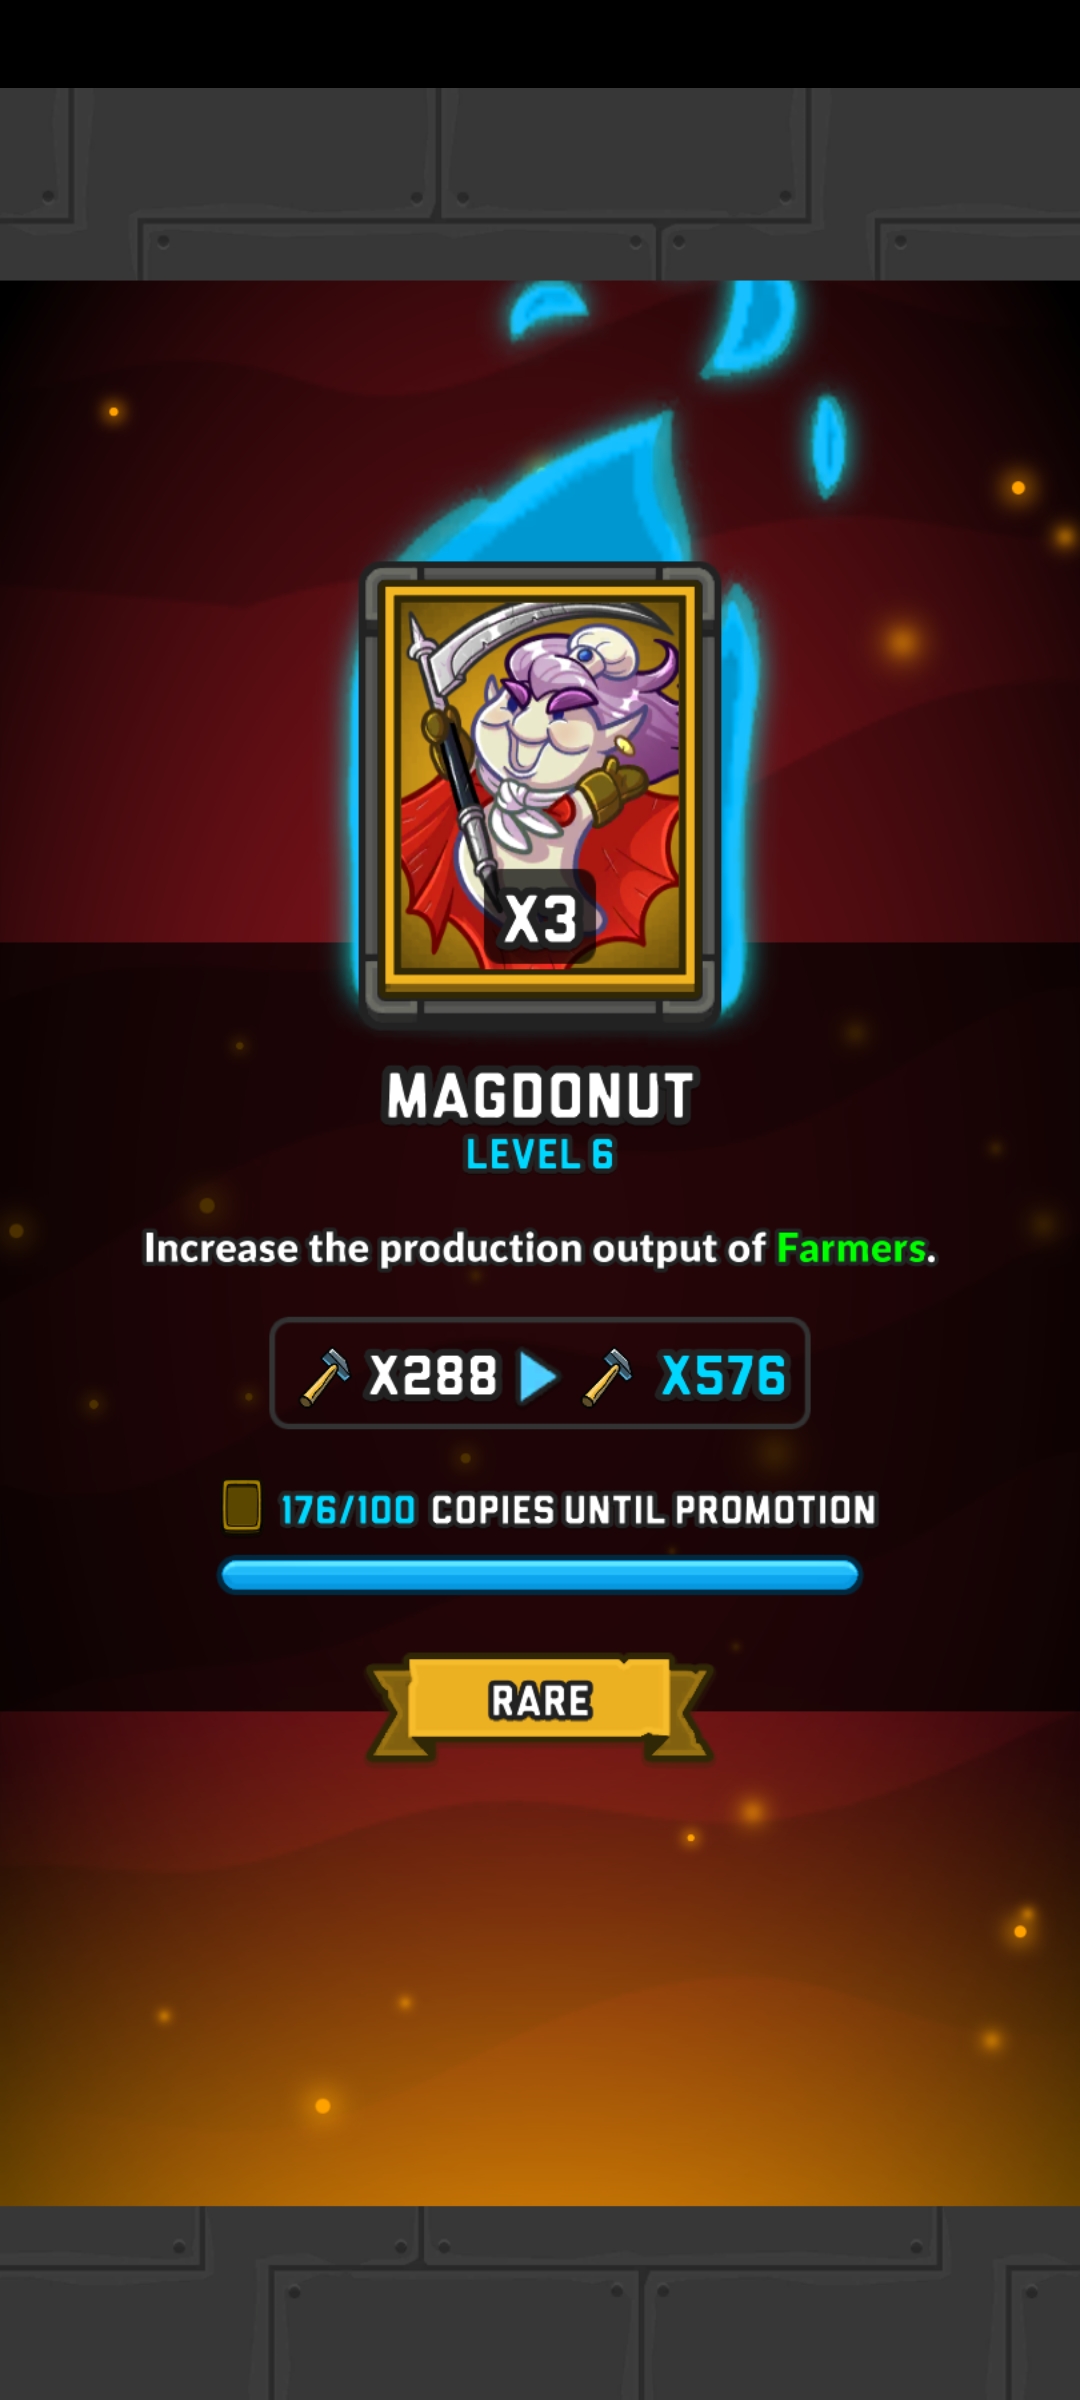 X3
MAGDONUT
LEVEL 6
Increase the production output of Farmers.
X288 X576
176/100 COPIES UNTIL PROMOTION
RARE